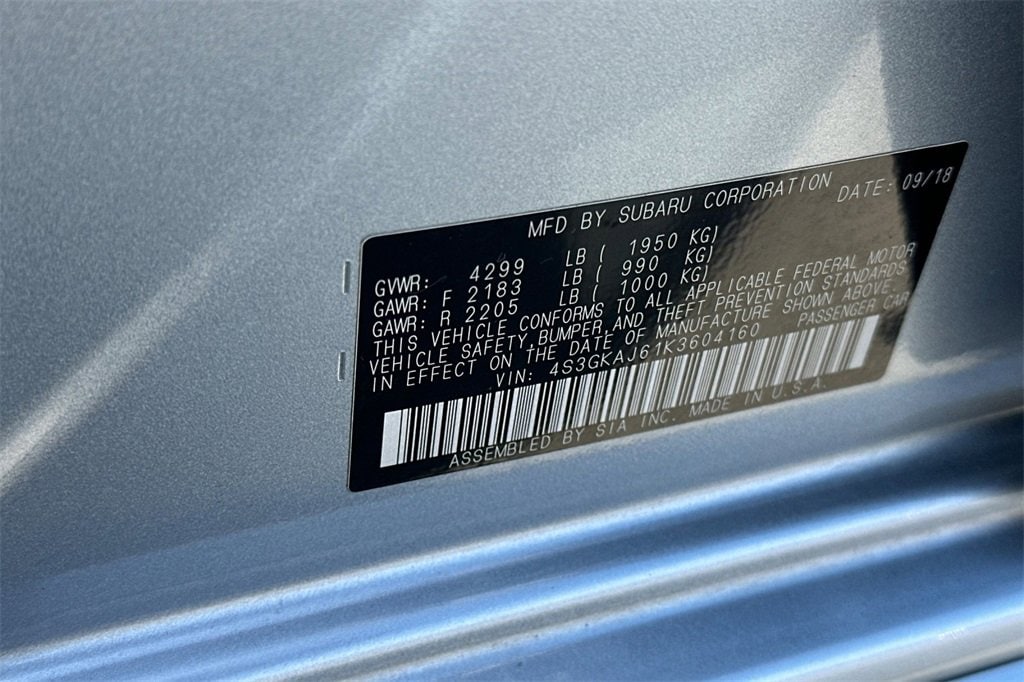 MFD BY SUBARU CORPORATION DATE: 09/18
GVWR: 4299 LB ( 1950 KG)
GAWR: F 2183 LB ( 990 KG)
GAWR: R 2205 LB ( 1000 KG)
THIS VEHICLE CONFORMS TO ALL APPLICABLE FEDERAL MOTOR
VEHICLE SAFETY,BUMPER,AND THEFT PREVENTION STANDARDS
IN EFFECT ON THE DATE OF MANUFACTURE SHOWN ABOVE.
VIN: 4S3GKAJ61K3604160 PASSENGER CAR
ASSEMBLED BY SIA INC. MADE IN U.S.A.